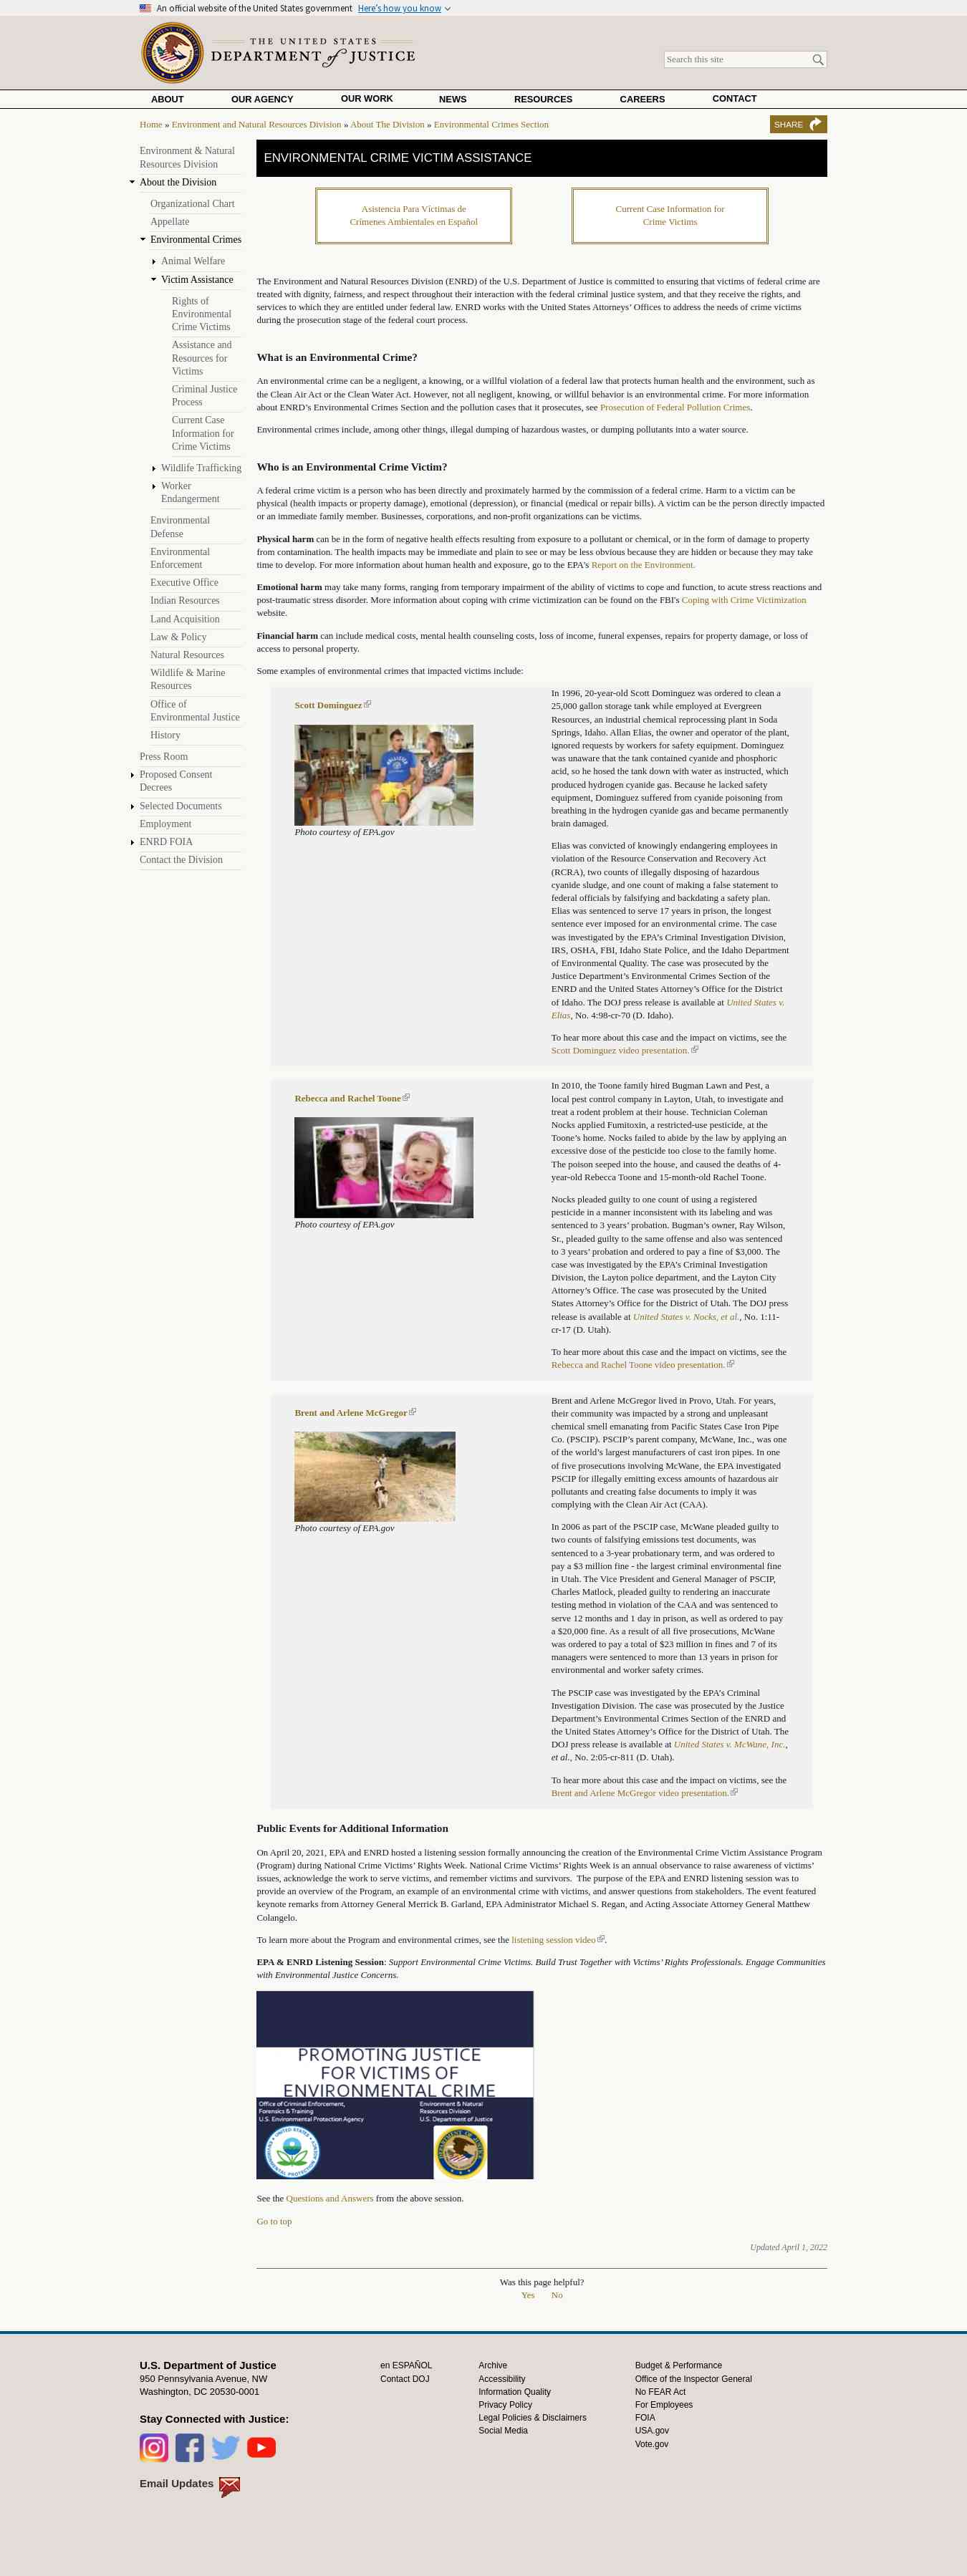 An official website of the United States government Here's how you know
THE UNITED STATES
DEPARTMENT of JUSTICE
Search this site
ABOUT OUR AGENCY OUR WORK NEWS RESOURCES CAREERS CONTACT
Home » Environment and Natural Resources Division » About The Division » Environmental Crimes Section
SHARE
Environment & Natural
Resources Division
About the Division
Organizational Chart
Appellate
Environmental Crimes
Animal Welfare
Victim Assistance
Rights of
Environmental
Crime Victims
Assistance and
Resources for
Victims
Criminal Justice
Process
Current Case
Information for
Crime Victims
Wildlife Trafficking
Worker
Endangerment
Environmental
Defense
Environmental
Enforcement
Executive Office
Indian Resources
Land Acquisition
Law & Policy
Natural Resources
Wildlife & Marine
Resources
Office of
Environmental Justice
History
Press Room
Proposed Consent
Decrees
Selected Documents
Employment
ENRD FOIA
Contact the Division
ENVIRONMENTAL CRIME VICTIM ASSISTANCE
Asistencia Para Víctimas de
Crímenes Ambientales en Español
Current Case Information for
Crime Victims
The Environment and Natural Resources Division (ENRD) of the U.S. Department of Justice is committed to ensuring that victims of federal crime are
treated with dignity, fairness, and respect throughout their interaction with the federal criminal justice system, and that they receive the rights, and
services to which they are entitled under federal law. ENRD works with the United States Attorneys' Offices to address the needs of crime victims
during the prosecution stage of the federal court process.
What is an Environmental Crime?
An environmental crime can be a negligent, a knowing, or a willful violation of a federal law that protects human health and the environment, such as
the Clean Air Act or the Clean Water Act. However, not all negligent, knowing, or willful behavior is an environmental crime. For more information
about ENRD's Environmental Crimes Section and the pollution cases that it prosecutes, see Prosecution of Federal Pollution Crimes.
Environmental crimes include, among other things, illegal dumping of hazardous wastes, or dumping pollutants into a water source.
Who is an Environmental Crime Victim?
A federal crime victim is a person who has been directly and proximately harmed by the commission of a federal crime. Harm to a victim can be
physical (health impacts or property damage), emotional (depression), or financial (medical or repair bills). A victim can be the person directly impacted
or an immediate family member. Businesses, corporations, and non-profit organizations can be victims.
Physical harm can be in the form of negative health effects resulting from exposure to a pollutant or chemical, or in the form of damage to property
from contamination. The health impacts may be immediate and plain to see or may be less obvious because they are hidden or because they may take
time to develop. For more information about human health and exposure, go to the EPA's Report on the Environment.
Emotional harm may take many forms, ranging from temporary or permanent impairment of the ability of victims to cope and function, to acute stress reactions and
post-traumatic stress disorder. More information about coping with crime victimization can be found on the FBI's Coping with Crime Victimization
website.
Financial harm can include medical costs, mental health counseling costs, loss of income, funeral expenses, repairs for property damage, or loss of
access to personal property.
Some examples of environmental crimes that impacted victims include:
Scott Dominguez
Photo courtesy of EPA.gov
In 1996, 20-year-old Scott Dominguez was ordered to clean a
25,000 gallon storage tank while employed at Evergreen
Resources, an industrial chemical reprocessing plant in Soda
Springs, Idaho. Allan Elias, the owner and operator of the plant,
ignored requests by workers for safety equipment. Dominguez
was unaware that the tank contained cyanide and phosphoric
acid, so he hosed the tank down with water as instructed, which
produced hydrogen cyanide gas. Because he lacked safety
equipment, Dominguez suffered from cyanide poisoning from
breathing in the hydrogen cyanide gas and became permanently
brain damaged.
Elias was convicted of knowingly endangering employees in
violation of the Resource Conservation and Recovery Act
(RCRA), two counts of illegally disposing of hazardous
cyanide sludge, and one count of making a false statement to
federal officials by falsifying and backdating a safety plan.
Elias was sentenced to serve 17 years in prison, the longest
sentence ever imposed for an environmental crime. The case
was investigated by the EPA's Criminal Investigation Division,
IRS, OSHA, FBI, Idaho State Police, and the Idaho Department
of Environmental Quality. The case was prosecuted by the
Justice Department's Environmental Crimes Section of the
ENRD and the United States Attorney's Office for the District
of Idaho. The DOJ press release is available at United States v.
Elias, No. 4:98-cr-70 (D. Idaho).
To hear more about this case and the impact on victims, see the
Scott Dominguez video presentation.
Rebecca and Rachel Toone
Photo courtesy of EPA.gov
In 2010, the Toone family hired Bugman Lawn and Pest, a
local pest control company in Layton, Utah, to investigate and
treat a rodent problem at their house. Technician Coleman
Nocks applied Fumitoxin, a restricted-use pesticide, at the
Toone's home. Nocks failed to abide by the law by applying an
excessive dose of the pesticide too close to the family home.
The poison seeped into the house, and caused the deaths of 4-
year-old Rebecca Toone and 15-month-old Rachel Toone.
Nocks pleaded guilty to one count of using a registered
pesticide in a manner inconsistent with its labeling and was
sentenced to 3 years' probation. Bugman's owner, Ray Wilson,
Sr., pleaded guilty to the same offense and also was sentenced
to 3 years' probation and ordered to pay a fine of $3,000. The
case was investigated by the EPA's Criminal Investigation
Division, the Layton police department, and the Layton City
Attorney's Office. The case was prosecuted by the United
States Attorney's Office for the District of Utah. The DOJ press
release is available at United States v. Nocks, et al., No. 1:11-
cr-17 (D. Utah).
To hear more about this case and the impact on victims, see the
Rebecca and Rachel Toone video presentation.
Brent and Arlene McGregor
Photo courtesy of EPA.gov
Brent and Arlene McGregor lived in Provo, Utah. For years,
their community was impacted by a strong and unpleasant
chemical smell emanating from Pacific States Case Iron Pipe
Co. (PSCIP). PSCIP's parent company, McWane, Inc., was one
of the world's largest manufacturers of cast iron pipes. In one
of five prosecutions involving McWane, the EPA investigated
PSCIP for illegally emitting excess amounts of hazardous air
pollutants and creating false documents to imply it was
complying with the Clean Air Act (CAA).
In 2006 as part of the PSCIP case, McWane pleaded guilty to
two counts of falsifying emissions test documents, was
sentenced to a 3-year probationary term, and was ordered to
pay a $3 million fine - the largest criminal environmental fine
in Utah. The Vice President and General Manager of PSCIP,
Charles Matlock, pleaded guilty to rendering an inaccurate
testing method in violation of the CAA and was sentenced to
serve 12 months and 1 day in prison, as well as ordered to pay
a $20,000 fine. As a result of all five prosecutions, McWane
was ordered to pay a total of $23 million in fines and 7 of its
managers were sentenced to more than 13 years in prison for
environmental and worker safety crimes.
The PSCIP case was investigated by the EPA's Criminal
Investigation Division. The case was prosecuted by the Justice
Department's Environmental Crimes Section of the ENRD and
the United States Attorney's Office for the District of Utah. The
DOJ press release is available at United States v. McWane, Inc.,
et al., No. 2:05-cr-811 (D. Utah).
To hear more about this case and the impact on victims, see the
Brent and Arlene McGregor video presentation.
Public Events for Additional Information
On April 20, 2021, EPA and ENRD hosted a listening session formally announcing the creation of the Environmental Crime Victim Assistance Program
(Program) during National Crime Victims' Rights Week. National Crime Victims' Rights Week is an annual observance to raise awareness of victims'
issues, acknowledge the work to serve victims, and remember victims and survivors. The purpose of the EPA and ENRD listening session was to
provide an overview of the Program, an example of an environmental crime with victims, and answer questions from stakeholders. The event featured
keynote remarks from Attorney General Merrick B. Garland, EPA Administrator Michael S. Regan, and Acting Associate Attorney General Matthew
Colangelo.
To learn more about the Program and environmental crimes, see the listening session video.
EPA & ENRD Listening Session: Support Environmental Crime Victims. Build Trust Together with Victims' Rights Professionals. Engage Communities
with Environmental Justice Concerns.
PROMOTING JUSTICE
FOR VICTIMS OF
ENVIRONMENTAL CRIME
Office of Criminal Enforcement,
Forensics & Training
U.S. Environmental Protection Agency
Environment & Natural
Resources Division
U.S. Department of Justice
See the Questions and Answers from the above session.
Go to top
Updated April 1, 2022
Was this page helpful?
Yes No
U.S. Department of Justice
950 Pennsylvania Avenue, NW
Washington, DC 20530-0001
Stay Connected with Justice:
Email Updates
en ESPAÑOL
Contact DOJ
Archive
Accessibility
Information Quality
Privacy Policy
Legal Policies & Disclaimers
Social Media
Budget & Performance
Office of the Inspector General
No FEAR Act
For Employees
FOIA
USA.gov
Vote.gov